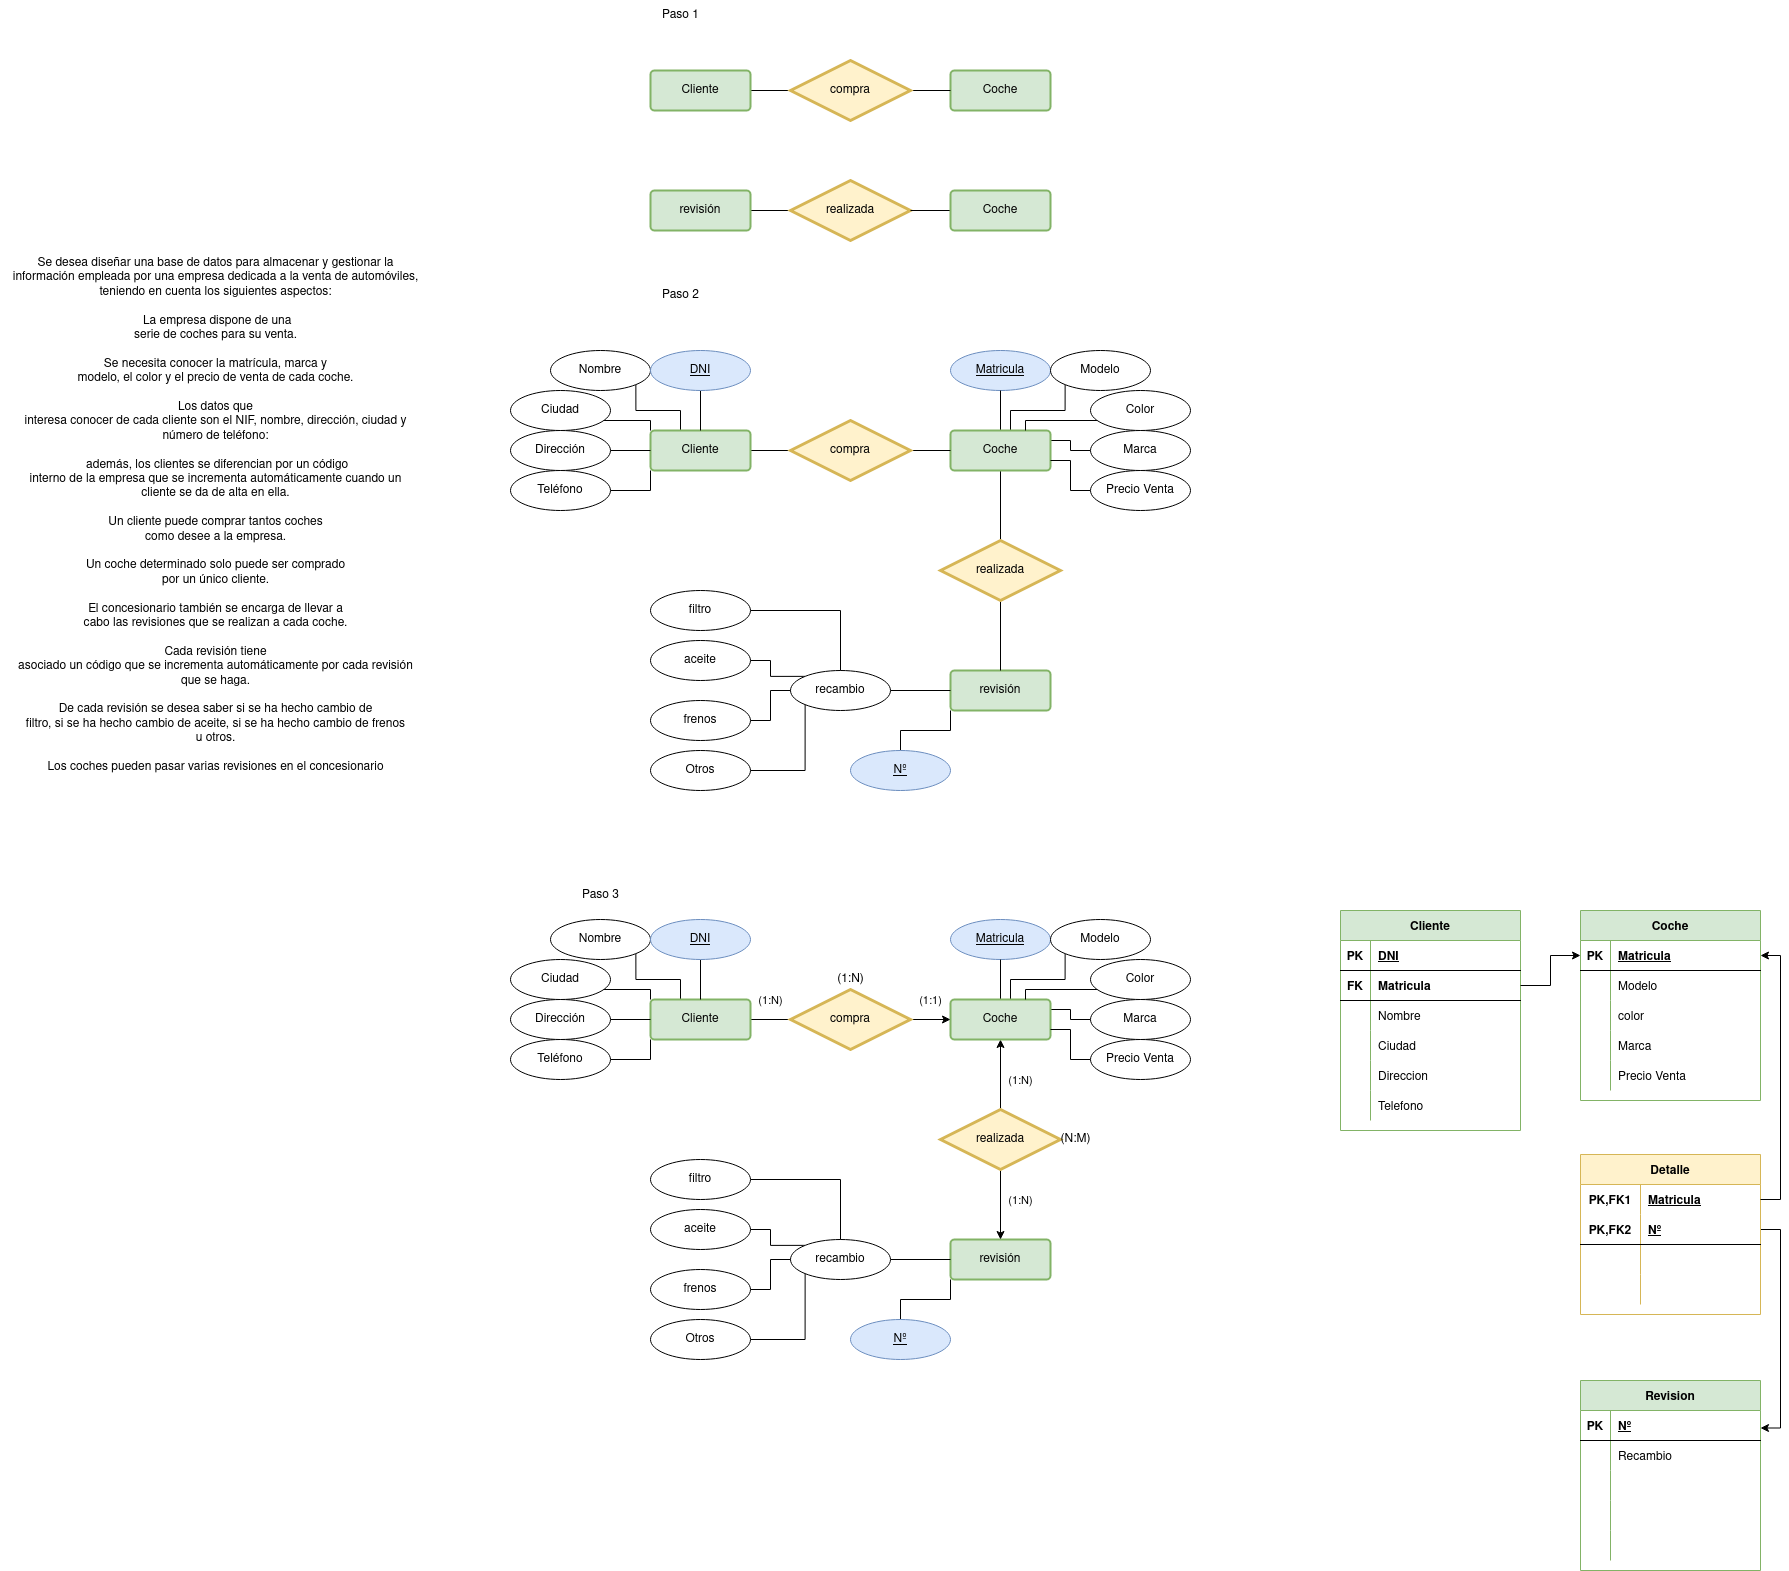 Paso 1
Cliente
compra
Coche
revisión
realizada
Coche
Se desea diseñar una base de datos para almacenar y gestionar la
información empleada por una empresa dedicada a la venta de automóviles,
teniendo en cuenta los siguientes aspectos:
La empresa dispone de una
serie de coches para su venta.
Se necesita conocer la matrícula, marca y
modelo, el color y el precio de venta de cada coche.
Los datos que
interesa conocer de cada cliente son el NIF, nombre, dirección, ciudad y
número de teléfono:
además, los clientes se diferencian por un código
interno de la empresa que se incrementa automáticamente cuando un
cliente se da de alta en ella.
Un cliente puede comprar tantos coches
como desee a la empresa.
Un coche determinado solo puede ser comprado
por un único cliente.
El concesionario también se encarga de llevar a
cabo las revisiones que se realizan a cada coche.
Cada revisión tiene
asociado un código que se incrementa automáticamente por cada revisión
que se haga.
De cada revisión se desea saber si se ha hecho cambio de
filtro, si se ha hecho cambio de aceite, si se ha hecho cambio de frenos
u otros.
Los coches pueden pasar varias revisiones en el concesionario
Paso 2
Nombre
DNI
Matricula
Modelo
Ciudad
Color
Dirección
Cliente
compra
Coche
Marca
Teléfono
Precio Venta
realizada
filtro
aceite
recambio
revisión
frenos
Otros
Nº
Paso 3
Nombre
DNI
Matricula
Modelo
Ciudad
(1:N)
Color
(1:N)
(1:1)
Dirección
Cliente
compra
Coche
Marca
Teléfono
Precio Venta
(1:N)
realizada
(N:M)
filtro
(1:N)
aceite
recambio
revisión
frenos
Otros
Nº
Cliente
PK DNI
FK Matricula
Nombre
Ciudad
Direccion
Telefono
Coche
PK Matricula
Modelo
color
Marca
Precio Venta
Detalle
PK,FK1 Matricula
PK,FK2 Nº
Revision
PK Nº
Recambio